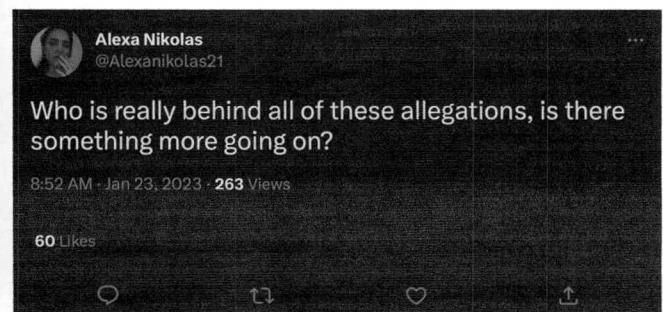 Alexa Nikolas
@Alexanikolas21
Who is really behind all of these allegations, is there
something more going on?
8:52 AM · Jan 23, 2023 · 263 Views
60 Likes